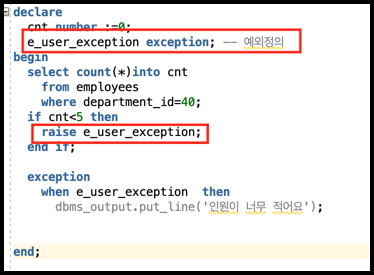 declare
cnt number :=0;
e_user_exception exception; -- 예외정의
begin
select count(*)into cnt
from employees
where department_id=40;
if cnt<5 then
raise e_user_exception;
end if;
exception
when e_user_exception  then
dbms_output.put_line('인원이 너무 적어요');
end;